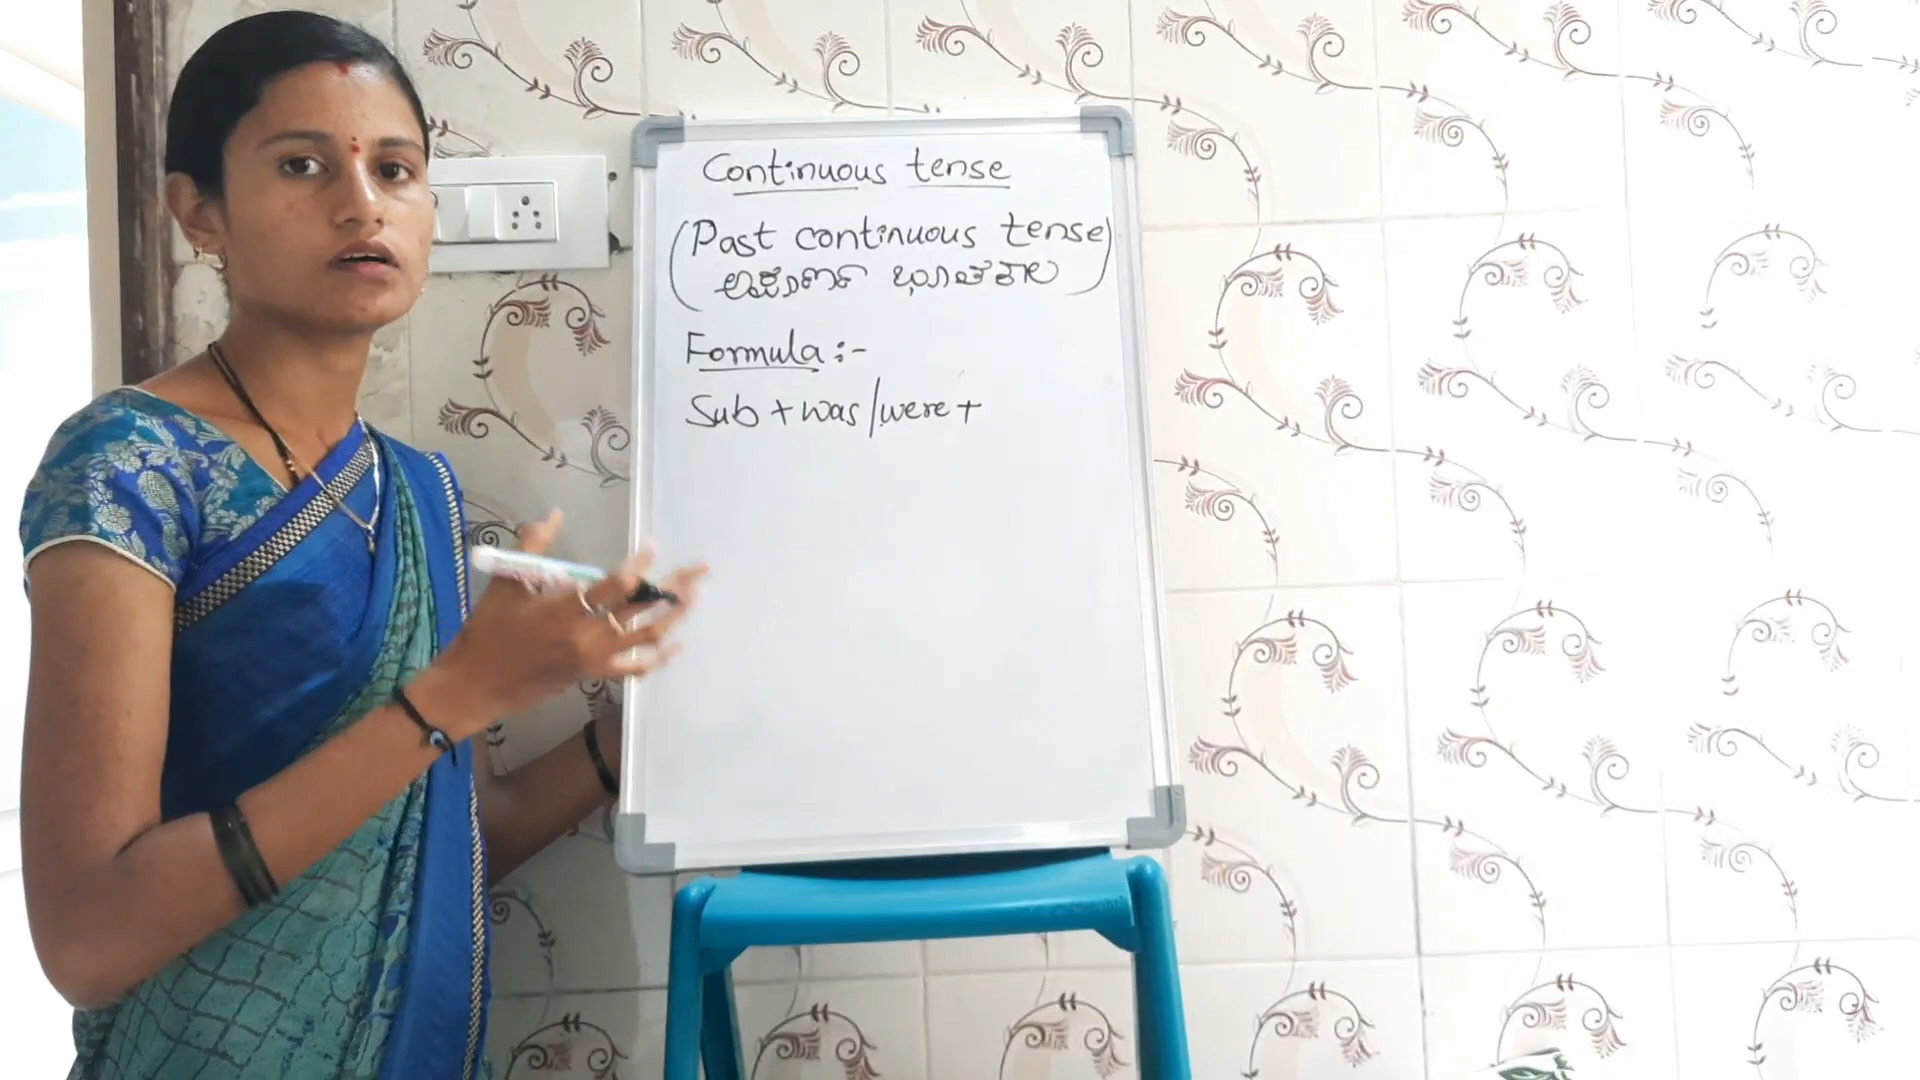 Continuous tense
(Past continuous tense)
ಅಪೂರ್ಣ ಭೂತಕಾಲ
Formula :-
Sub + was / were +